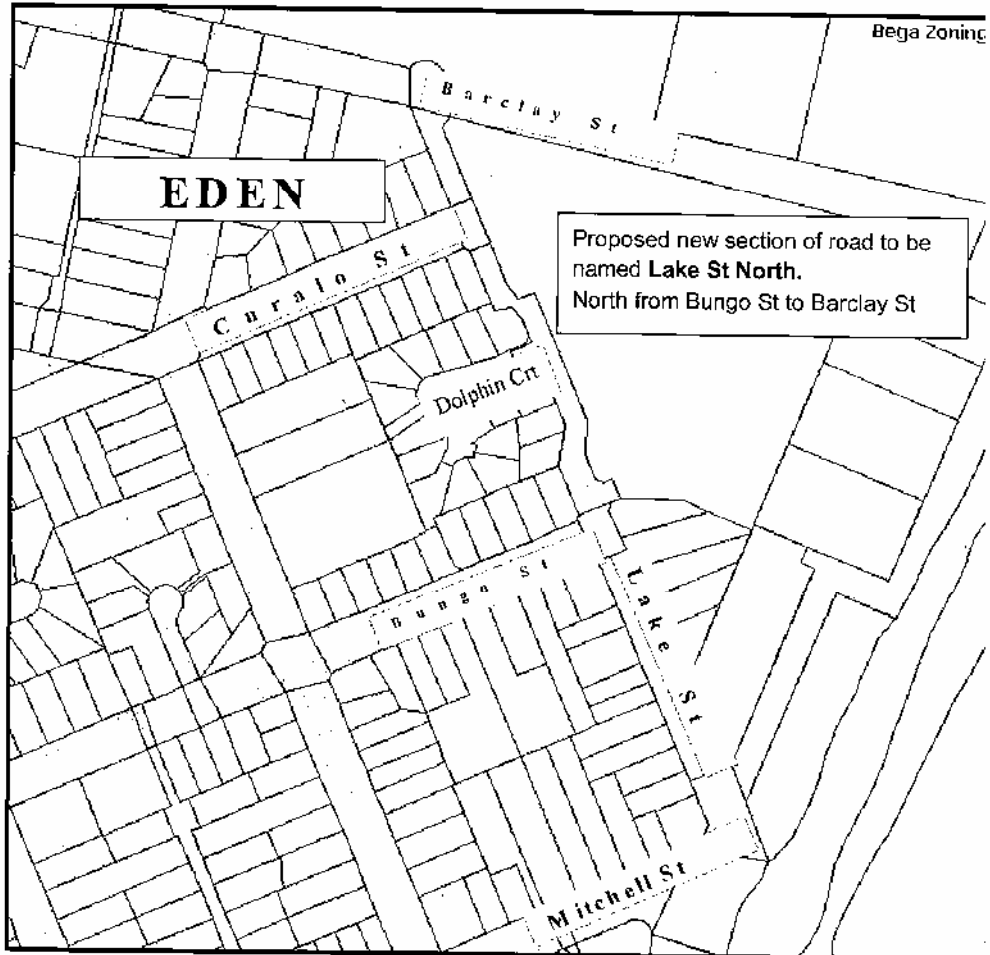 Bega Zoning
Barclay St
EDEN
Proposed new section of road to be
named Lake St North.
North from Bungo St to Barclay St
Curalo St
Dolphin Crt
Bungo St
Lake St
Mitchell St